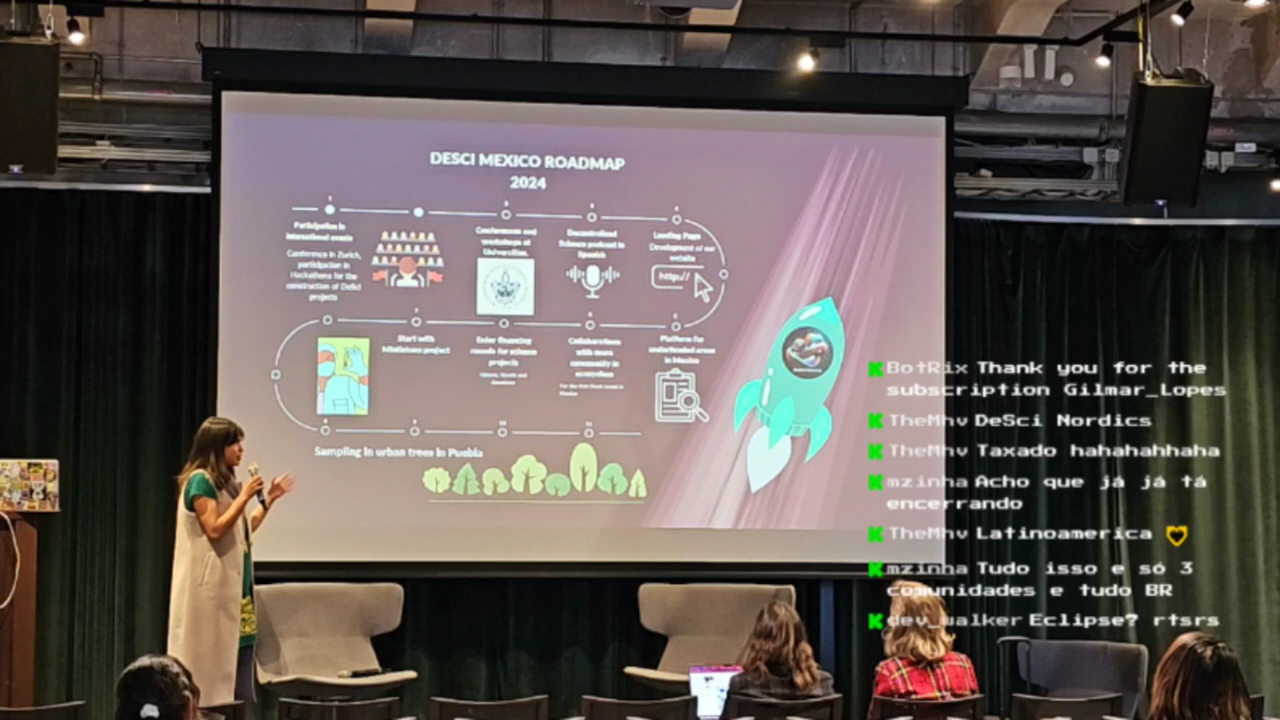 DESCI MEXICO ROADMAP
2024
Participation in
international events
Conference in Zurich,
participation in
Hackathons for the
construction of DeSci
projects
Conferences and
workshops at
Universities.
Decentralized
Science podcast in
Spanish
Landing Page
Development of our
website
http://
Start with
project
Enter financing
rounds for science
projects
Collaborations
with more
community in
ecosystem
Platform for
underfunded areas
in Mexico
Sampling in urban trees in Puebla
BotRix Thank you for the
subscription Gilmar_Lopes
TheMhv DeSci Nordics
TheMhv Taxado hahahahhaha
mzinha Acho que já já tá
encerrando
TheMhv Latinoamerica
mzinha Tudo isso e só 3
comunidades e tudo BR
dev_walker Eclipse? rtsrs